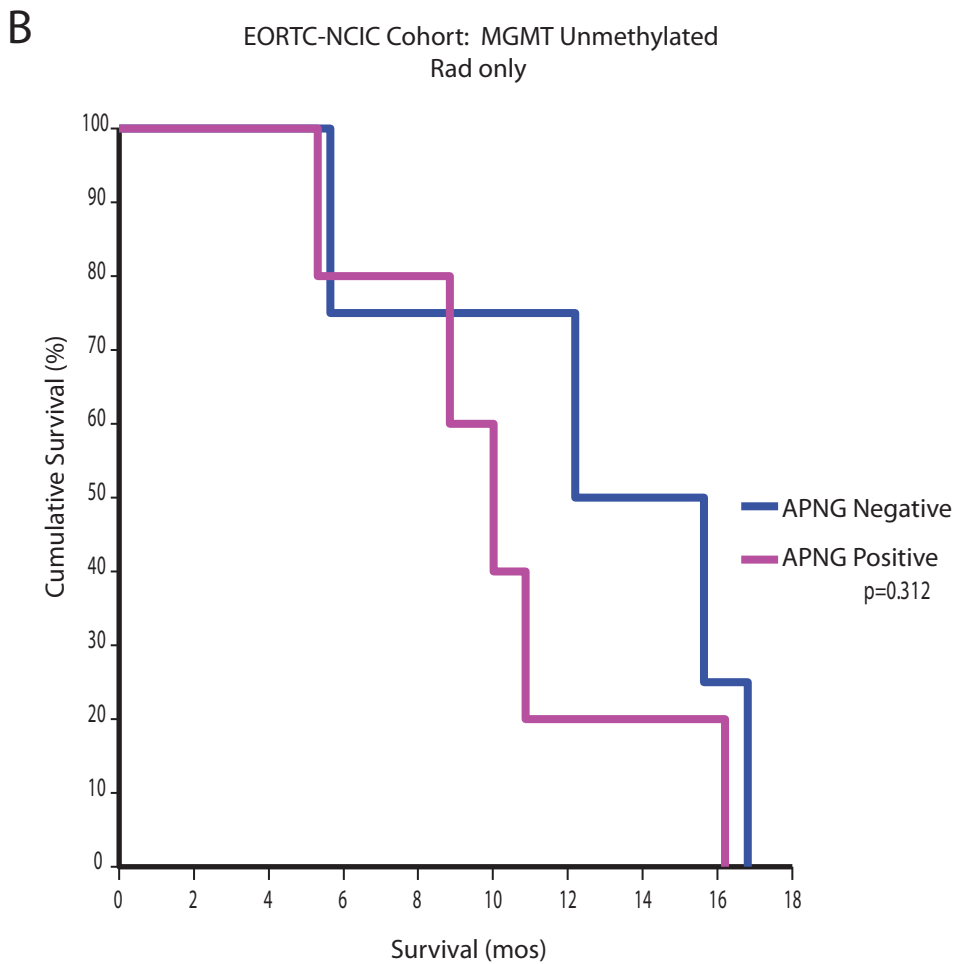 B
EORTC-NCIC Cohort: MGMT Unmethylated
Rad only
100
90
80
70
60
50
40
30
20
10
0
Cumulative Survival (%)
APNG Negative
APNG Positive
p=0.312
0 2 4 6 8 10 12 14 16 18
Survival (mos)